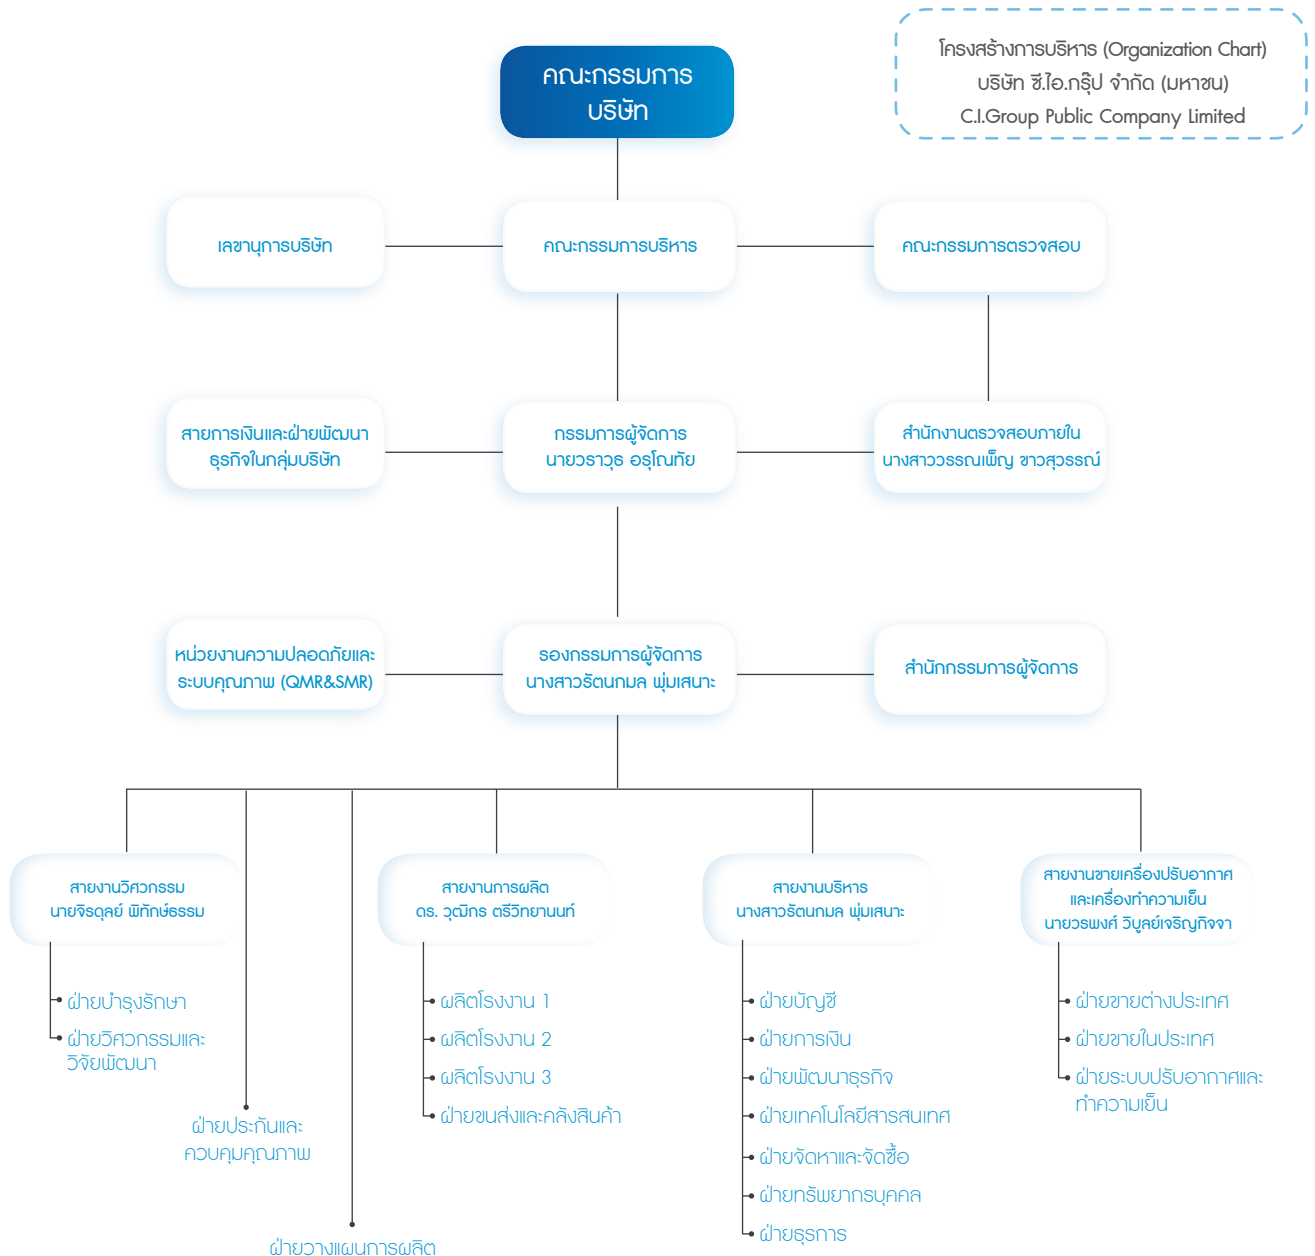 โครงสร้างการบริหาร (Organization Chart)
บริษัท ซี.ไอ.กรุ๊ป จำกัด (มหาชน)
C.I.Group Public Company Limited
คณะกรรมการ
บริษัท
เลขานุการบริษัท
คณะกรรมการบริหาร
คณะกรรมการตรวจสอบ
สายการเงินและฝ่ายพัฒนา
ธุรกิจในกลุ่มบริษัท
กรรมการผู้จัดการ
นายวราวุธ อรุโณทัย
สำนักงานตรวจสอบภายใน
นางสาววรรณเพ็ญ ขาวสุวรรณ์
หน่วยงานความปลอดภัยและ
ระบบคุณภาพ (QMR&SMR)
รองกรรมการผู้จัดการ
นางสาวรัตนกมล พุ่มเสนาะ
สำนักกรรมการผู้จัดการ
สายงานวิศวกรรม
นายจิรดุลย์ พิทักษ์ธรรม
ฝ่ายบำรุงรักษา
ฝ่ายวิศวกรรมและ
วิจัยพัฒนา
ฝ่ายประกันและ
ควบคุมคุณภาพ
ฝ่ายวางแผนการผลิต
สายงานการผลิต
ดร. วุฒิกร ตรีวิทยานนท์
ผลิตโรงงาน 1
ผลิตโรงงาน 2
ผลิตโรงงาน 3
ฝ่ายขนส่งและคลังสินค้า
สายงานบริหาร
นางสาวรัตนกมล พุ่มเสนาะ
ฝ่ายบัญชี
ฝ่ายการเงิน
ฝ่ายพัฒนาธุรกิจ
ฝ่ายเทคโนโลยีสารสนเทศ
ฝ่ายจัดหาและจัดซื้อ
ฝ่ายทรัพยากรบุคคล
ฝ่ายธุรการ
สายงานขายเครื่องปรับอากาศ
และเครื่องทำความเย็น
นายวรพงศ์ วิบูลย์เจริญกิจจา
ฝ่ายขายต่างประเทศ
ฝ่ายขายในประเทศ
ฝ่ายระบบปรับอากาศและ
ทำความเย็น